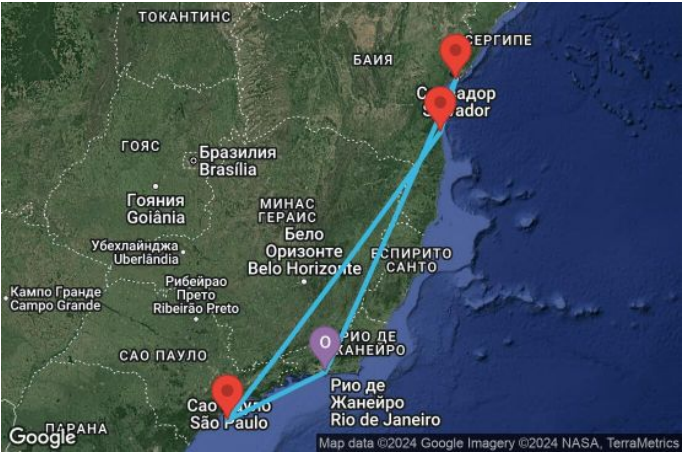 ТОКАНТИНС
СЕРГИПЕ
БАИЯ
Salvador
ГОЯС
Бразилия
Brasília
Гояния
Goiânia
МИНАС
ГЕРАИС
Бело
Оризонте
Belo Horizonte
Убехлайнджа
Uberlândia
ЕСПИРИТО
САНТО
Кампо Гранде
Campo Grande
Рибейрао
Прето
Ribeirão Preto
О
РИО ДЕ
ЖАНЕЙРО
САО ПАУЛО
Рио де
Жанейро
Rio de Janeiro
Сао Пауло
São Paulo
ПАРАНА
Google
Map data ©2024 Google Imagery ©2024 NASA, TerraMetrics